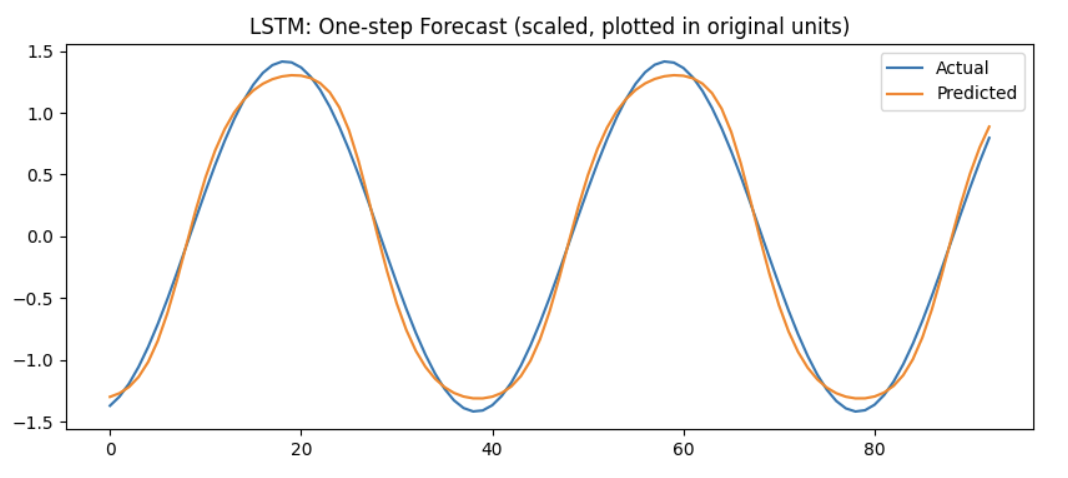 LSTM: One-step Forecast (scaled, plotted in original units)
1.5
1.0
0.5
0.0
−0.5
−1.0
−1.5
Actual
Predicted
0 20 40 60 80